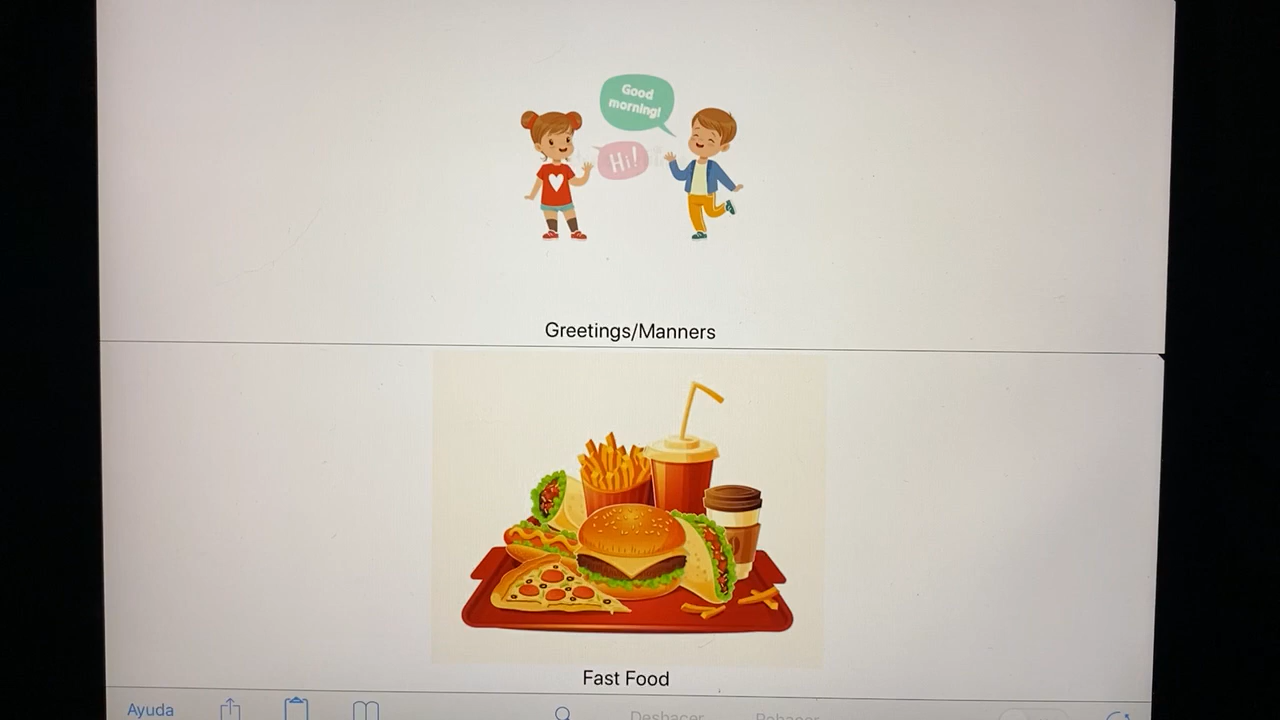 Good
morning!
Hi!
Greetings/Manners
Fast Food
Ayuda
Deshacer
Rehacer